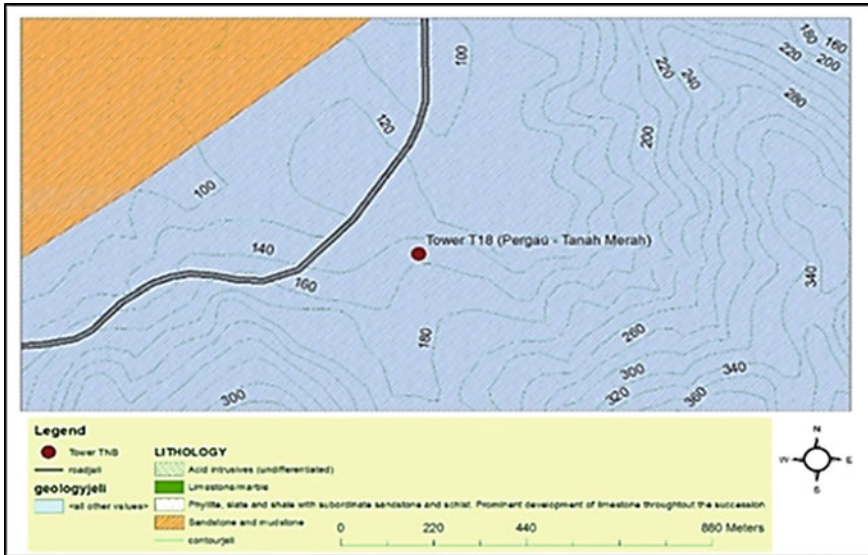 180
160
220
200
100
220
240
280
120
200
100
Tower T18 (Pergau - Tanah Merah)
140
160
340
180
260
300
340
300
320
360
Legend
Tower TNB
roadjeli
geologyjeli
<all other values>
LITHOLOGY
Acid intrusives (undifferentiated)
Limestone/marble
Phyllite, slate and shale with subordinate sandstone and schist. Prominent development of limestone throughtout the succession
Sandstone and mudstone
contourjeli
0 220 440 880 Meters
N
W E
S